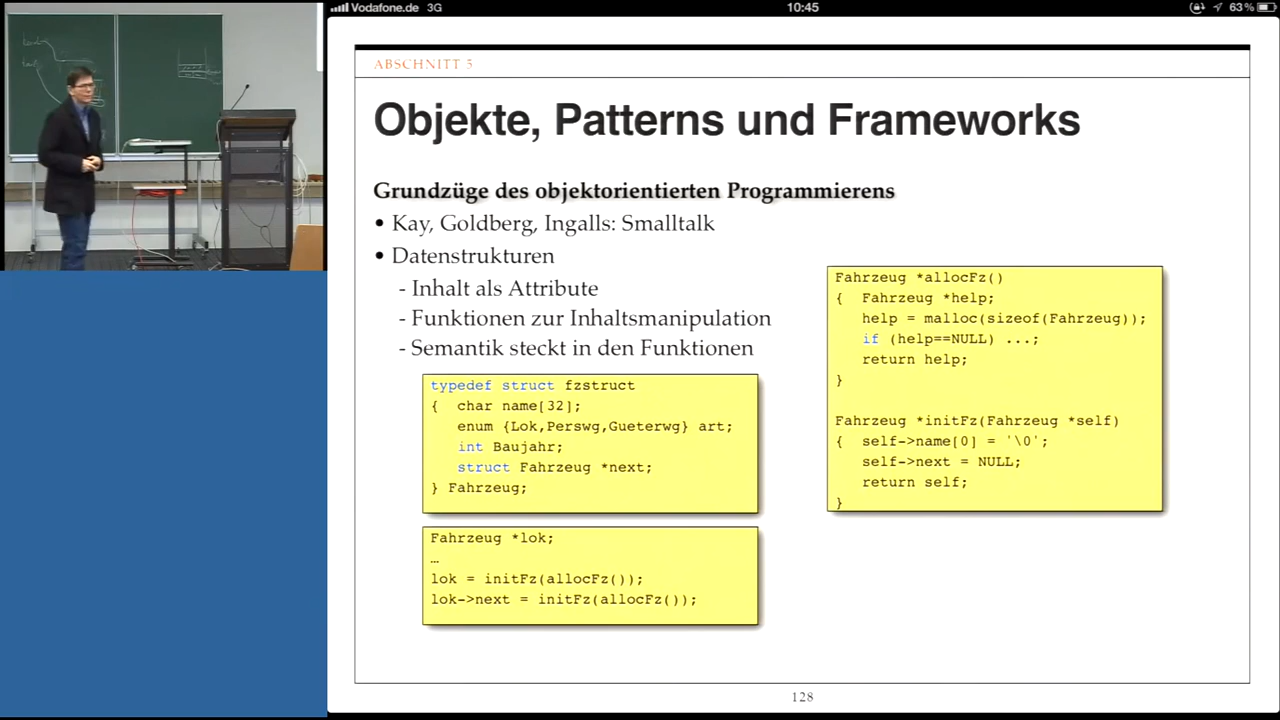 Vodafone.de 3G 10:45 63%
ABSCHNITT 5
Objekte, Patterns und Frameworks
Grundzüge des objektorientierten Programmierens
• Kay, Goldberg, Ingalls: Smalltalk
• Datenstrukturen
- Inhalt als Attribute
- Funktionen zur Inhaltsmanipulation
- Semantik steckt in den Funktionen
typedef struct fzstruct
{ char name[32];
enum {Lok,Perswg,Gueterwg} art;
int Baujahr;
struct Fahrzeug *next;
} Fahrzeug;
Fahrzeug *lok;
…
lok = initFz(allocFz());
lok->next = initFz(allocFz());
Fahrzeug *allocFz()
{ Fahrzeug *help;
help = malloc(sizeof(Fahrzeug));
if (help==NULL) ...;
return help;
}
Fahrzeug *initFz(Fahrzeug *self)
{ self->name[0] = '\0';
self->next = NULL;
return self;
}
128